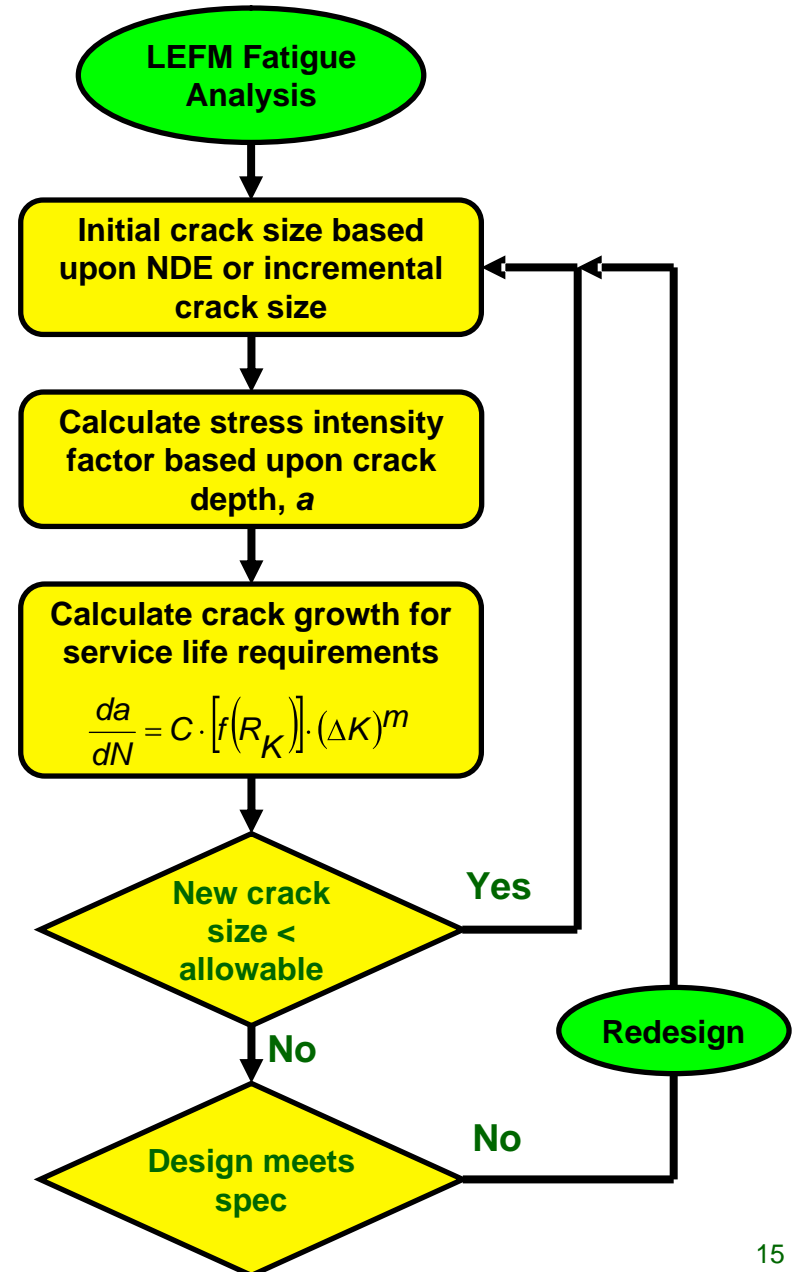 LEFM Fatigue
Analysis
Initial crack size based
upon NDE or incremental
crack size
Calculate stress intensity
factor based upon crack
depth, a
Calculate crack growth for
service life requirements
da/dN = C · [f(R_K)] · (ΔK)^m
New crack
size <
allowable
Yes
No
Redesign
Design meets
spec
No
15